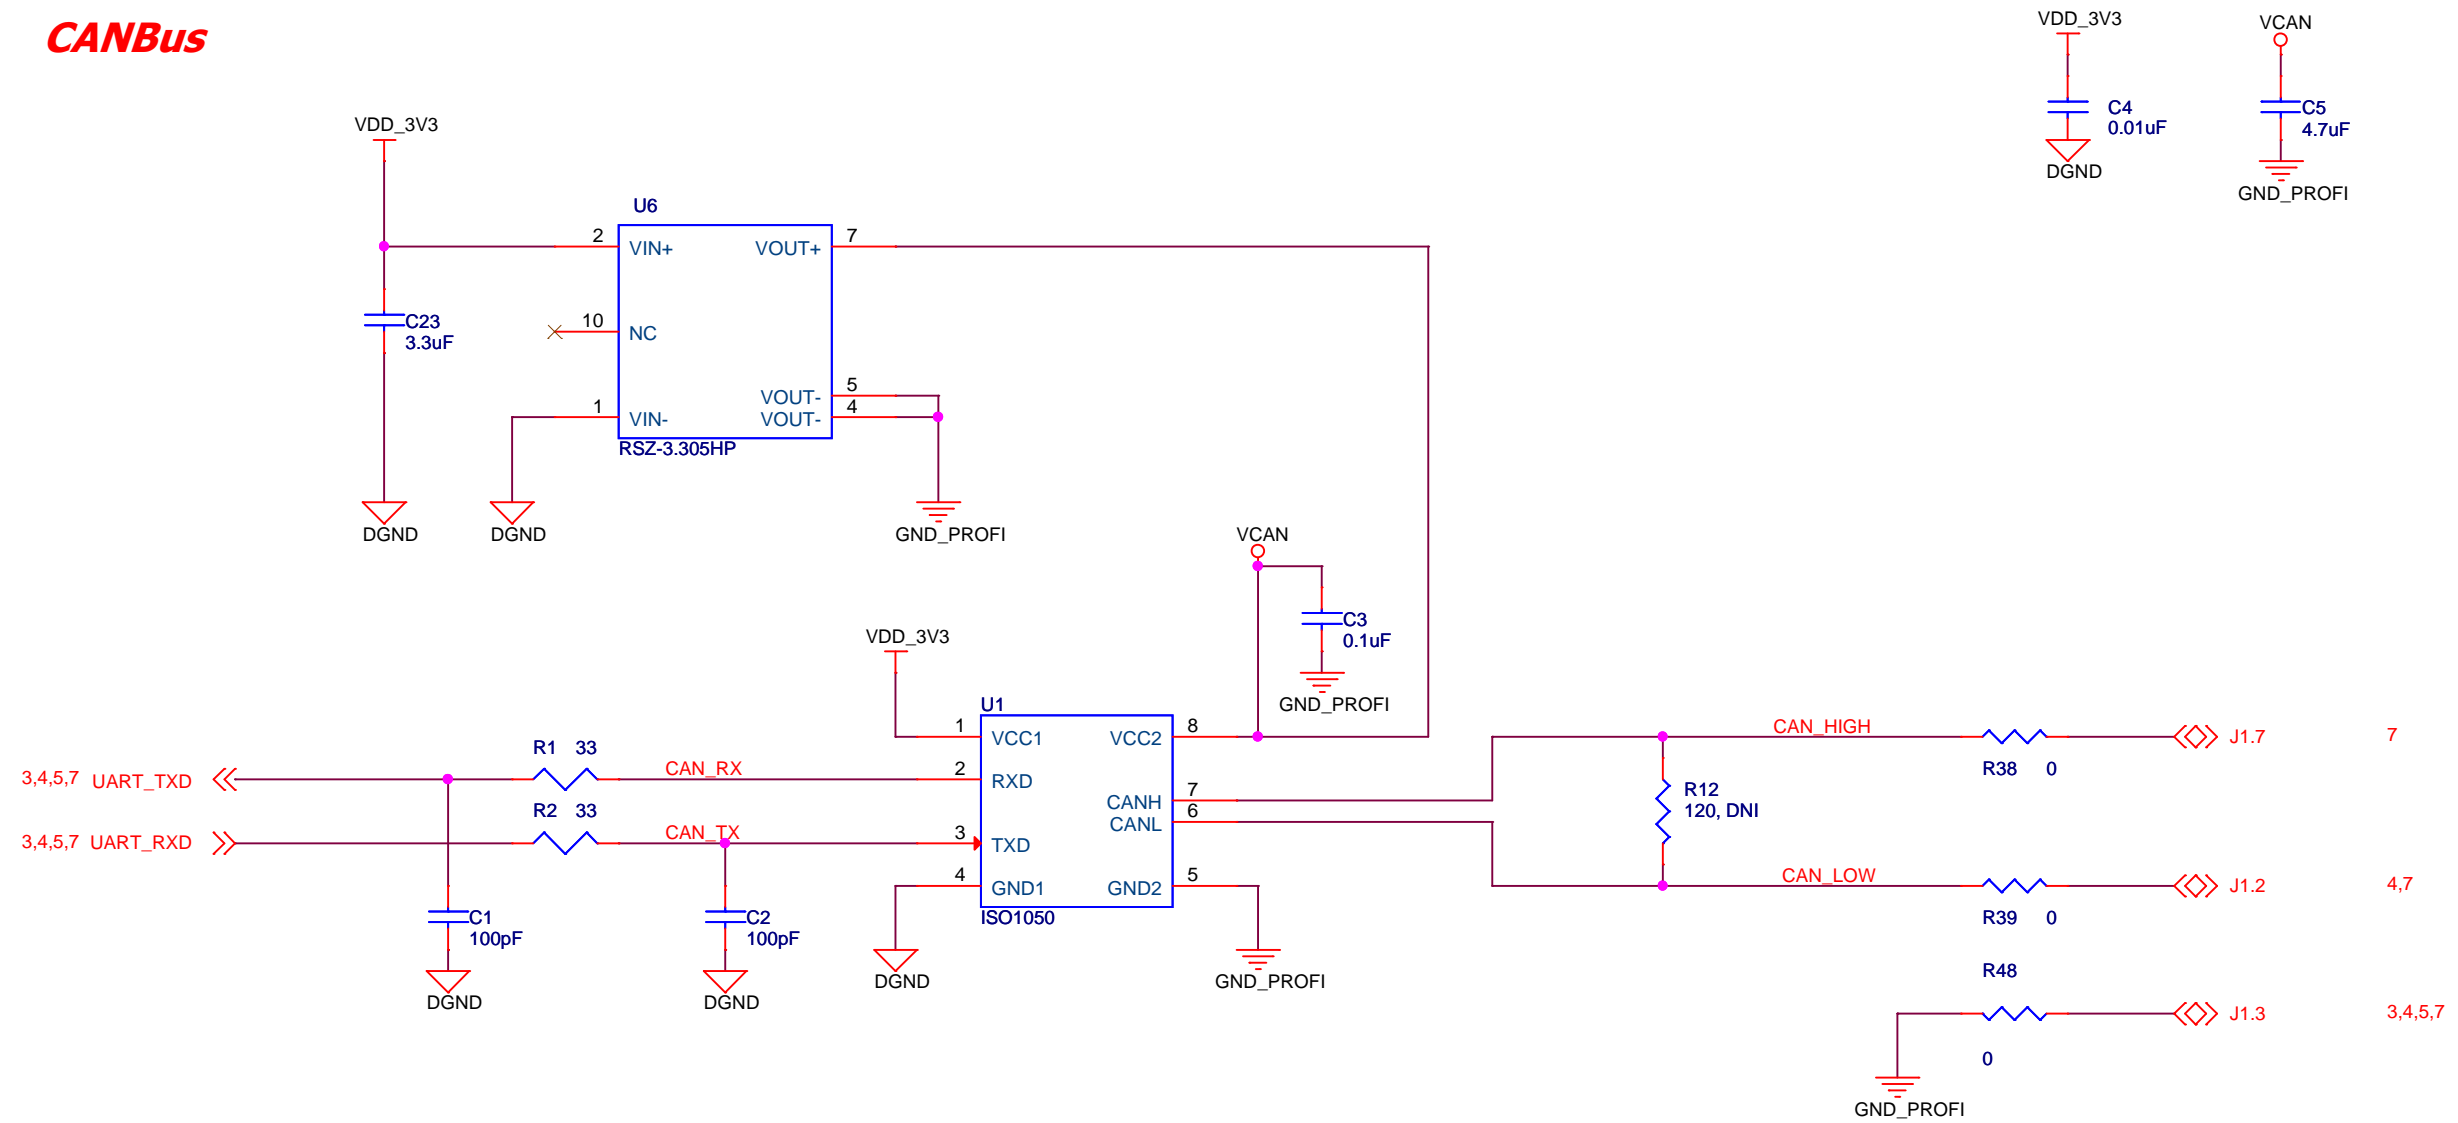 CANBus
VDD_3V3
VCAN
C4
0.01uF
C5
4.7uF
DGND
GND_PROFI
VDD_3V3
U6
2
VIN+
VOUT+
7
C23
3.3uF
10
NC
5
VOUT-
1
VIN-
VOUT-
4
RSZ-3.305HP
DGND
DGND
GND_PROFI
VCAN
C3
0.1uF
GND_PROFI
VDD_3V3
U1
1
VCC1
VCC2
8
3,4,5,7 UART_TXD
R1 33
CAN_RX
2
RXD
3,4,5,7 UART_RXD
R2 33
CAN_TX
3
TXD
CANH
7
CANL
6
4
GND1
GND2
5
ISO1050
C1
100pF
C2
100pF
DGND
DGND
DGND
GND_PROFI
CAN_HIGH
R38 0
J1.7
7
R12
120, DNI
CAN_LOW
R39 0
J1.2
4,7
R48
0
J1.3
3,4,5,7
GND_PROFI